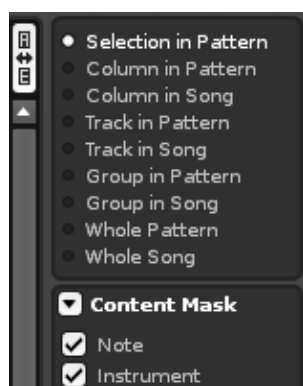 A
E
Selection in Pattern
Column in Pattern
Column in Song
Track in Pattern
Track in Song
Group in Pattern
Group in Song
Whole Pattern
Whole Song
Content Mask
Note
Instrument